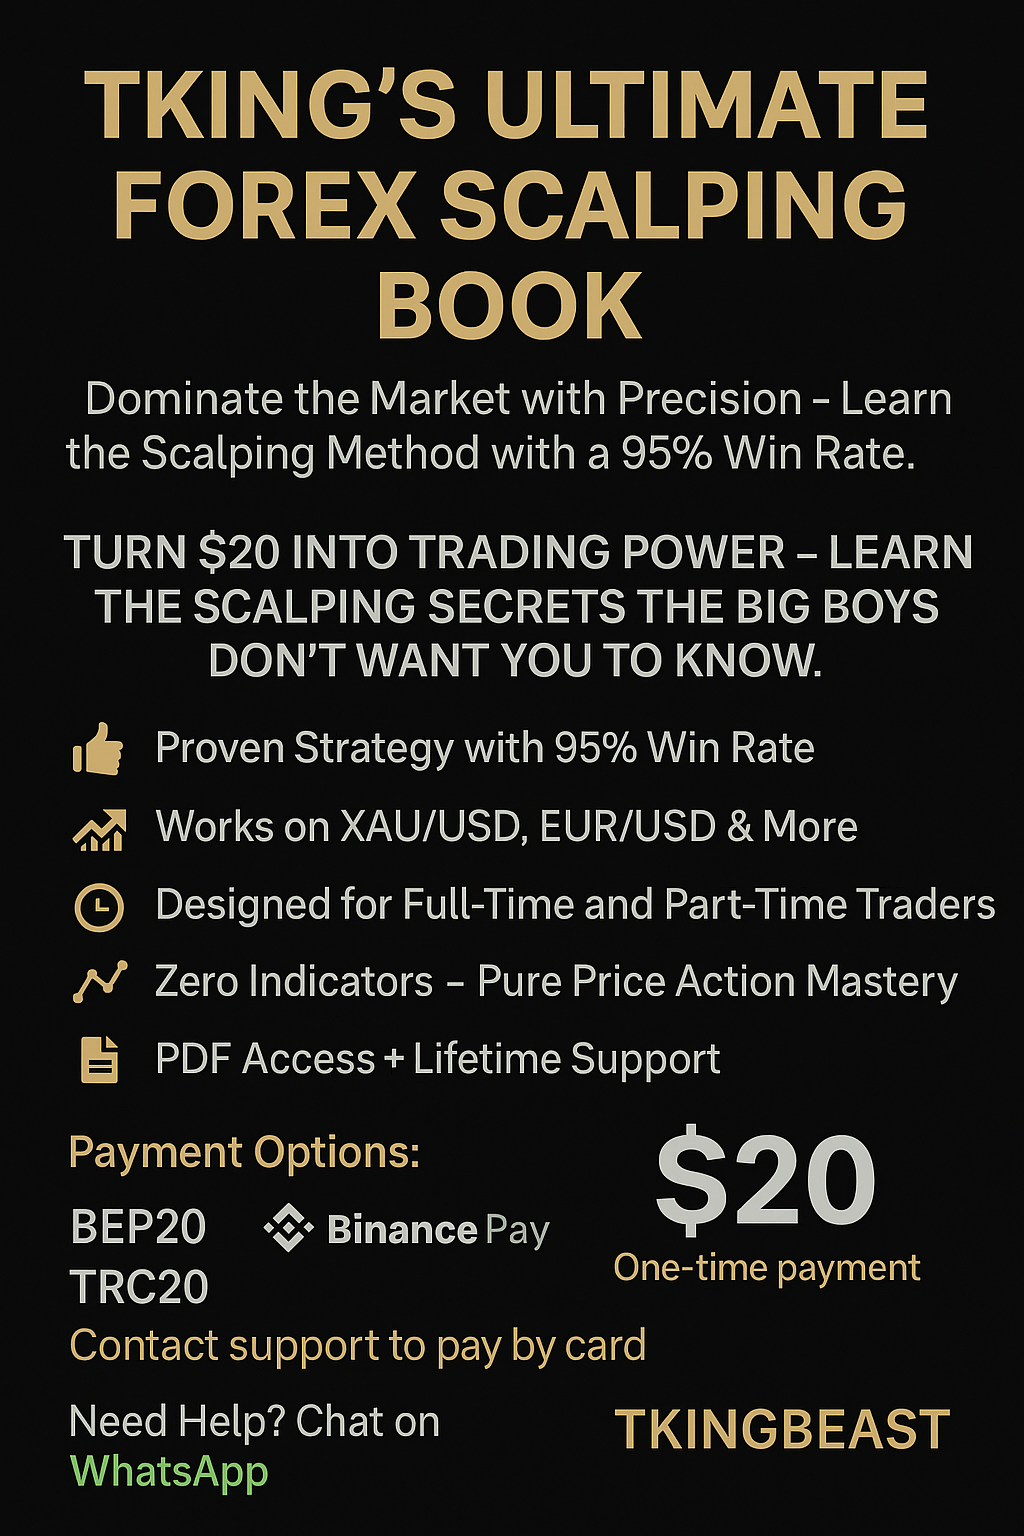 TKING’S ULTIMATE
FOREX SCALPING
BOOK
Dominate the Market with Precision – Learn
the Scalping Method with a 95% Win Rate.
TURN $20 INTO TRADING POWER – LEARN
THE SCALPING SECRETS THE BIG BOYS
DON’T WANT YOU TO KNOW.
Proven Strategy with 95% Win Rate
Works on XAU/USD, EUR/USD & More
Designed for Full-Time and Part-Time Traders
Zero Indicators – Pure Price Action Mastery
PDF Access + Lifetime Support
Payment Options:
BEP20
Binance Pay
TRC20
$20
One-time payment
Contact support to pay by card
Need Help? Chat on
WhatsApp
TKINGBEAST